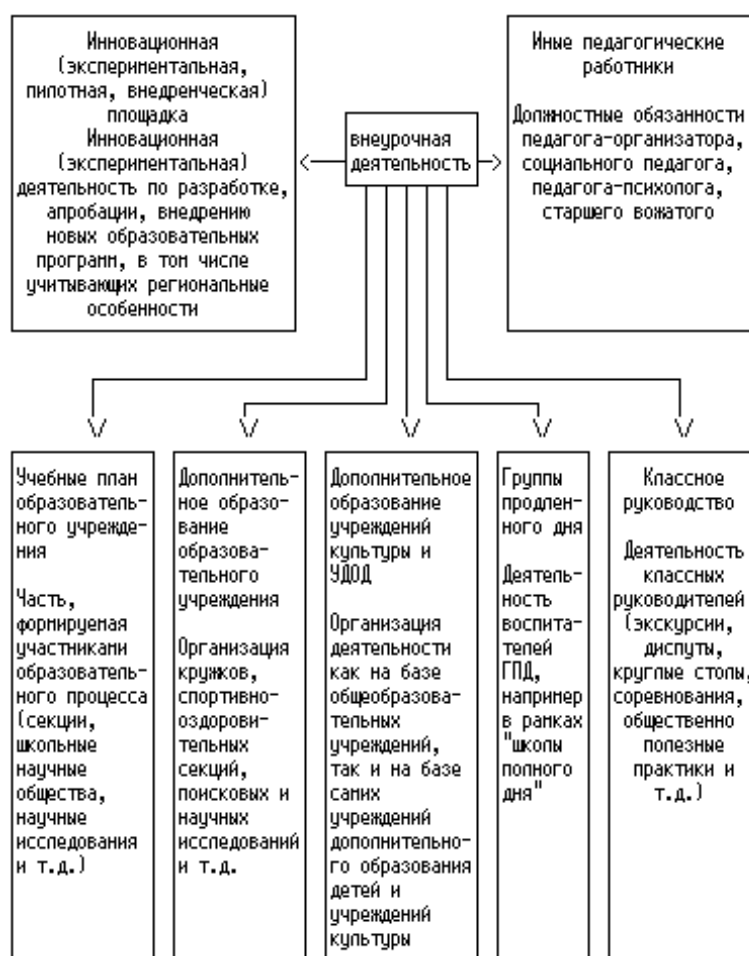 Инновационная
(экспериментальная,
пилотная, внедренческая)
площадка
Инновационная
(экспериментальная)
деятельность по разработке,
апробации, внедрению
новых образовательных
программ, в том числе
учитывающих региональные
особенности
внеурочная
деятельность
Иные педагогические
работники
Должностные обязанности
педагога-организатора,
социального педагога,
педагога-психолога,
старшего вожатого
Учебные план
образователь-
ного учрежде-
ния
Часть,
формируемая
участниками
образователь-
ного процесса
(секции,
школьные
научные
общества,
научные
исследования
и т.д.)
Дополнитель-
ное образо-
вание
образова-
тельного
учреждения
Организация
кружков,
спортивно-
оздорови-
тельных
секций,
поисковых и
научных
исследований
и т.д.
Дополнительное
образование
учреждений
культуры и
УДОД
Организация
деятельности
как на базе
общеобразова-
тельных
учреждений,
так и на базе
самих
учреждений
дополнительно-
го образования
детей и
учреждений
культуры
Группы
продлен-
ного дня
Деятель-
ность
воспита-
телей
ГПД,
например
в рамках
"школы
полного
дня"
Классное
руководство
Деятельность
классных
руководителей
(экскурсии,
диспуты,
круглые столы,
соревнования,
общественно
полезные
практики и
т.д.)